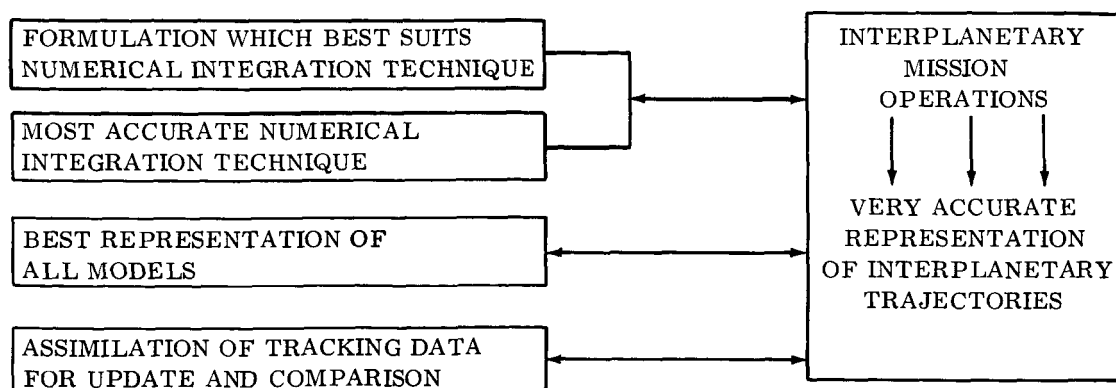 FORMULATION WHICH BEST SUITS
NUMERICAL INTEGRATION TECHNIQUE
MOST ACCURATE NUMERICAL
INTEGRATION TECHNIQUE
BEST REPRESENTATION OF
ALL MODELS
ASSIMILATION OF TRACKING DATA
FOR UPDATE AND COMPARISON
INTERPLANETARY
MISSION
OPERATIONS
VERY ACCURATE
REPRESENTATION
OF INTERPLANETARY
TRAJECTORIES